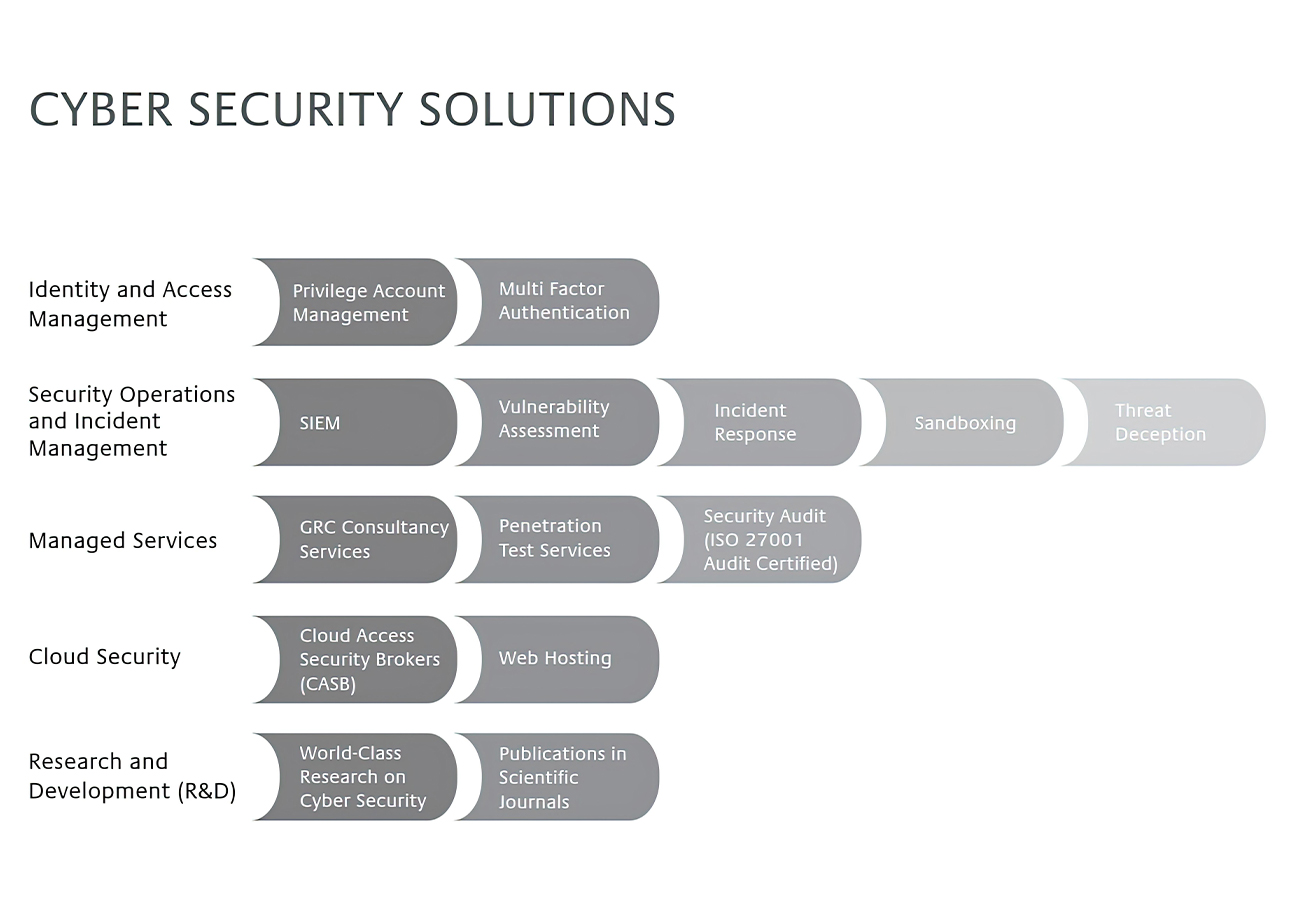 CYBER SECURITY SOLUTIONS
Identity and Access
Management
Privilege Account
Management
Multi Factor
Authentication
Security Operations
and Incident
Management
SIEM
Vulnerability
Assessment
Incident
Response
Sandboxing
Threat
Deception
Managed Services
GRC Consultancy
Services
Penetration
Test Services
Security Audit
(ISO 27001
Audit Certified)
Cloud Security
Cloud Access
Security Brokers
(CASB)
Web Hosting
Research and
Development (R&D)
World-Class
Research on
Cyber Security
Publications in
Scientific
Journals